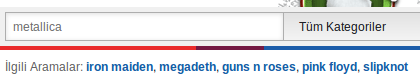 metallica Tüm Kategoriler
İlgili Aramalar: iron maiden, megadeth, guns n roses, pink floyd, slipknot